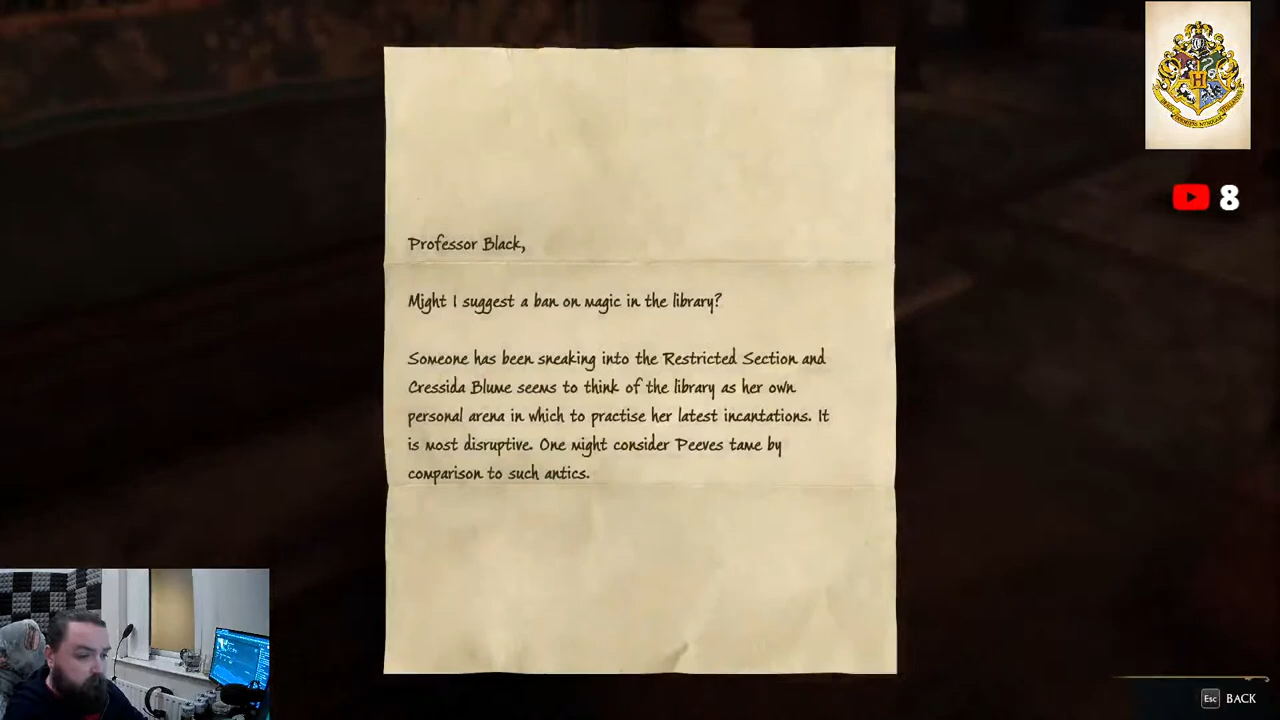 Professor Black,
Might I suggest a ban on magic in the library?
Someone has been sneaking into the Restricted Section and
Cressida Blume seems to think of the library as her own
personal arena in which to practise her latest incantations. It
is most disruptive. One might consider Peeves tame by
comparison to such antics.
H
8
Esc BACK